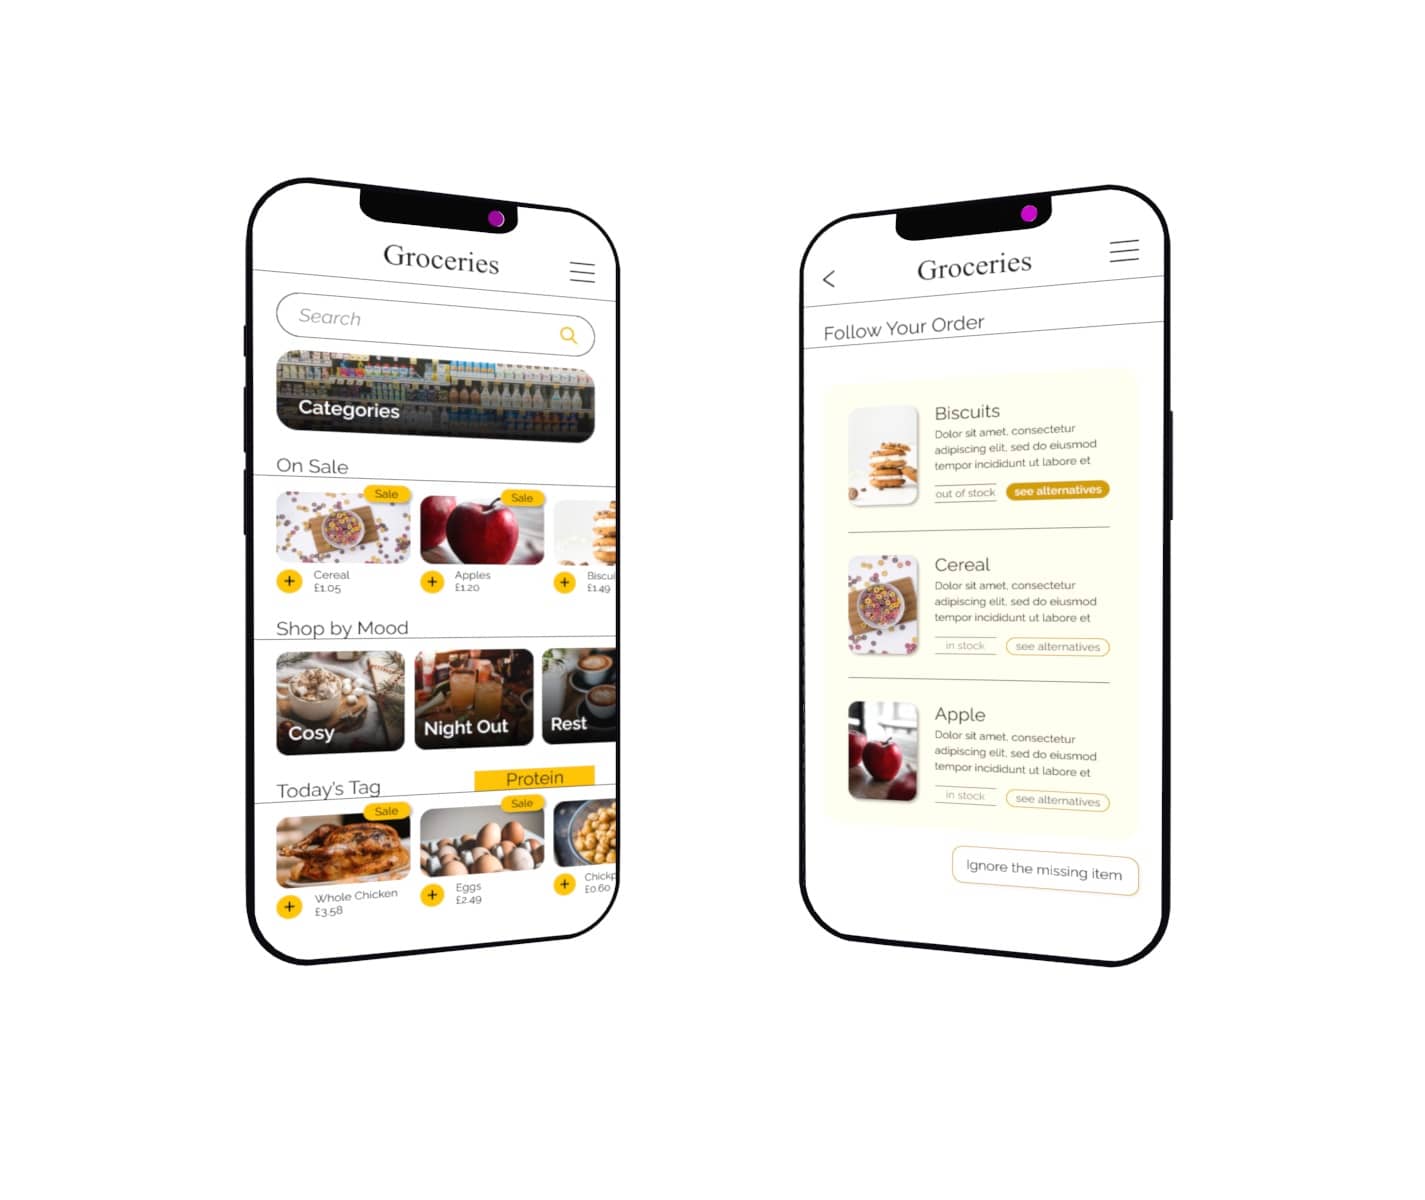 Groceries
Search
Categories
On Sale
Sale
Sale
Cereal
£1.05
Apples
£1.20
Biscui
£1.49
Shop by Mood
Cosy
Night Out
Rest
Today's Tag
Protein
Sale
Sale
Whole Chicken
£3.58
Eggs
£2.49
Chickp
£0.60
Groceries
Follow Your Order
Biscuits
Dolor sit amet, consectetur
adipiscing elit, sed do eiusmod
tempor incididunt ut labore et
out of stock
see alternatives
Cereal
Dolor sit amet, consectetur
adipiscing elit, sed do eiusmod
tempor incididunt ut labore et
in stock
see alternatives
Apple
Dolor sit amet, consectetur
adipiscing elit, sed do eiusmod
tempor incididunt ut labore et
in stock
see alternatives
Ignore the missing item